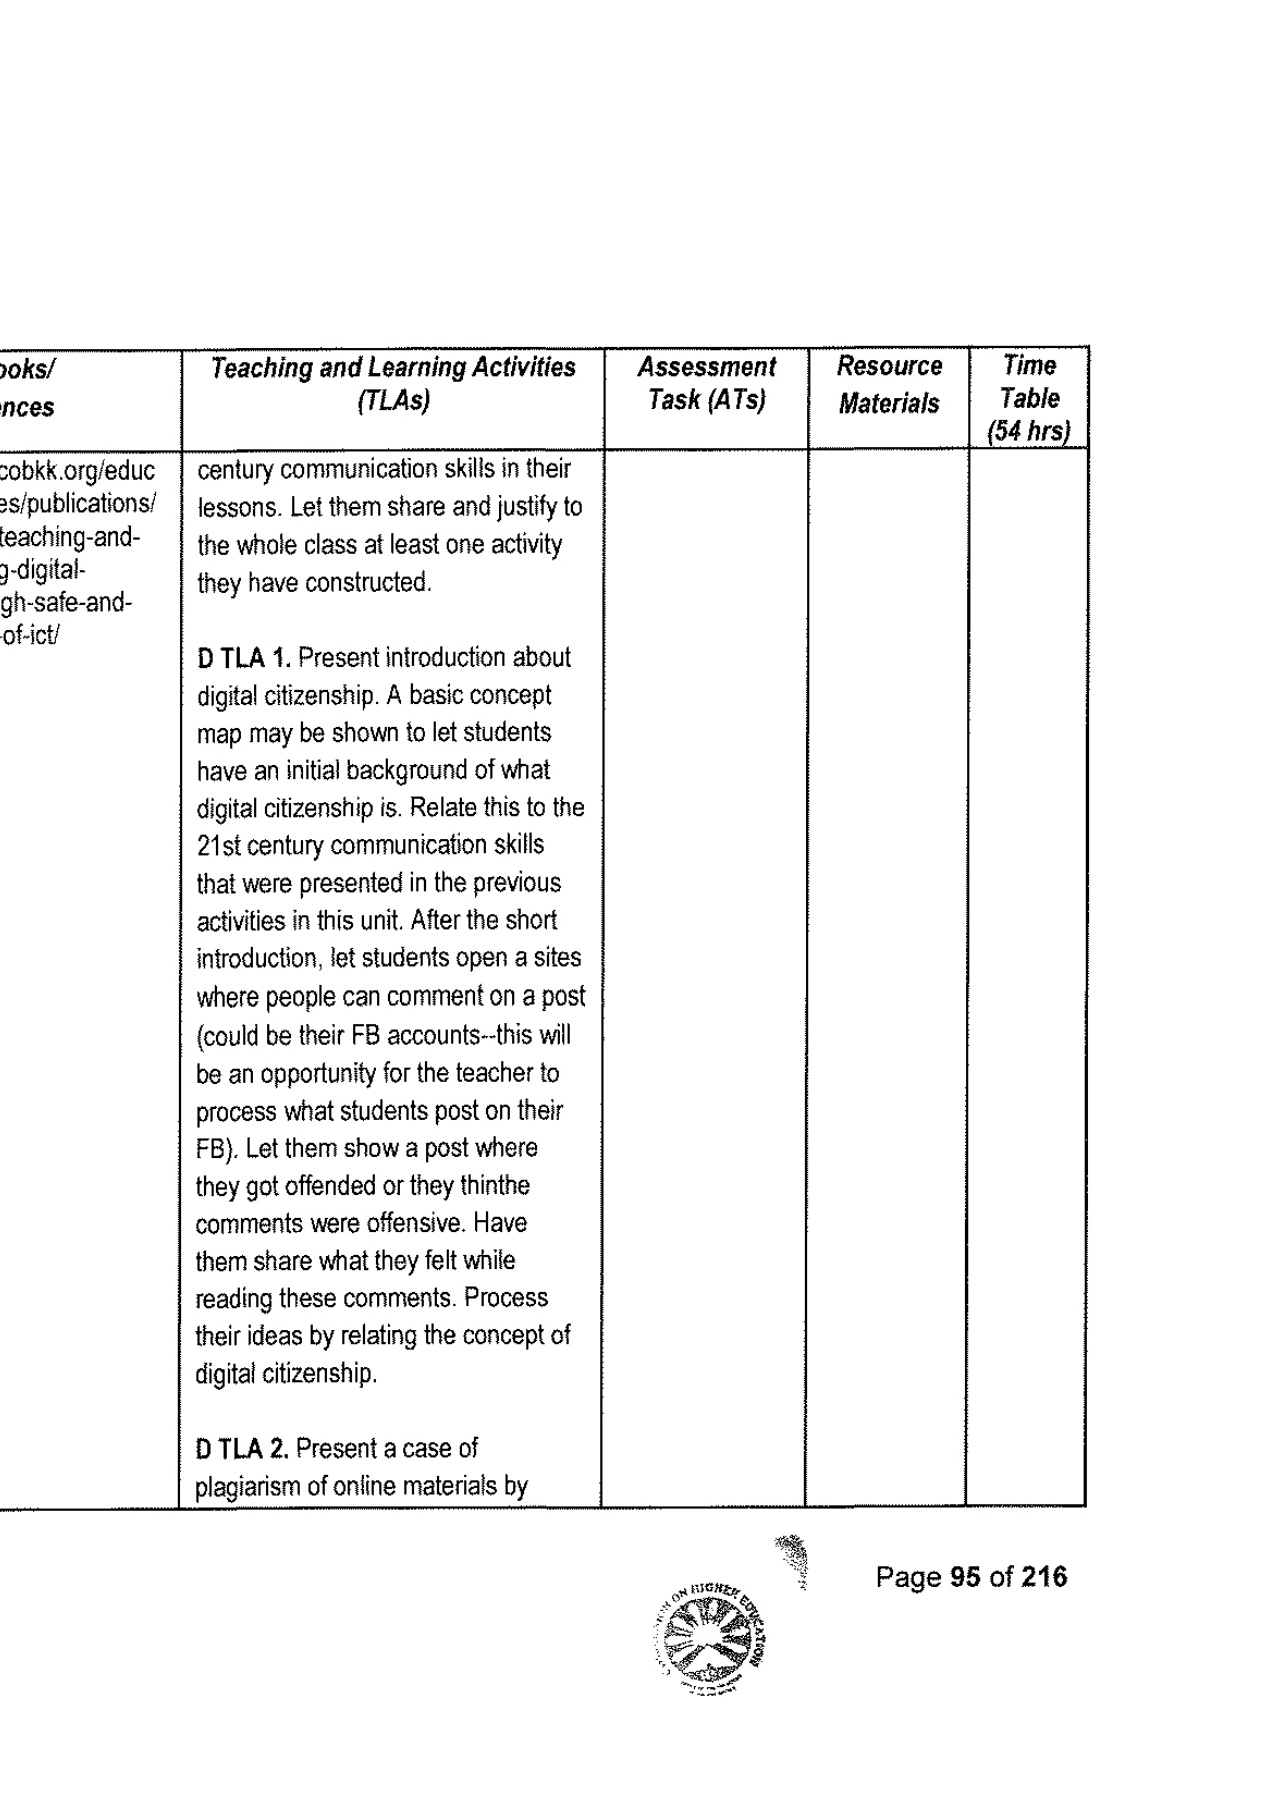 ooks/
nces
Teaching and Learning Activities
(TLAs)
Assessment
Task (ATs)
Resource
Materials
Time
Table
(54 hrs)
cobkk.org/educ
es/publications/
teaching-and-
g-digital-
gh-safe-and-
-of-ict/
century communication skills in their
lessons. Let them share and justify to
the whole class at least one activity
they have constructed.
D TLA 1. Present introduction about
digital citizenship. A basic concept
map may be shown to let students
have an initial background of what
digital citizenship is. Relate this to the
21st century communication skills
that were presented in the previous
activities in this unit. After the short
introduction, let students open a sites
where people can comment on a post
(could be their FB accounts--this will
be an opportunity for the teacher to
process what students post on their
FB). Let them show a post where
they got offended or they thinthe
comments were offensive. Have
them share what they felt while
reading these comments. Process
their ideas by relating the concept of
digital citizenship.
D TLA 2. Present a case of
plagiarism of online materials by
Page 95 of 216
ON HIGHER EDUCATION